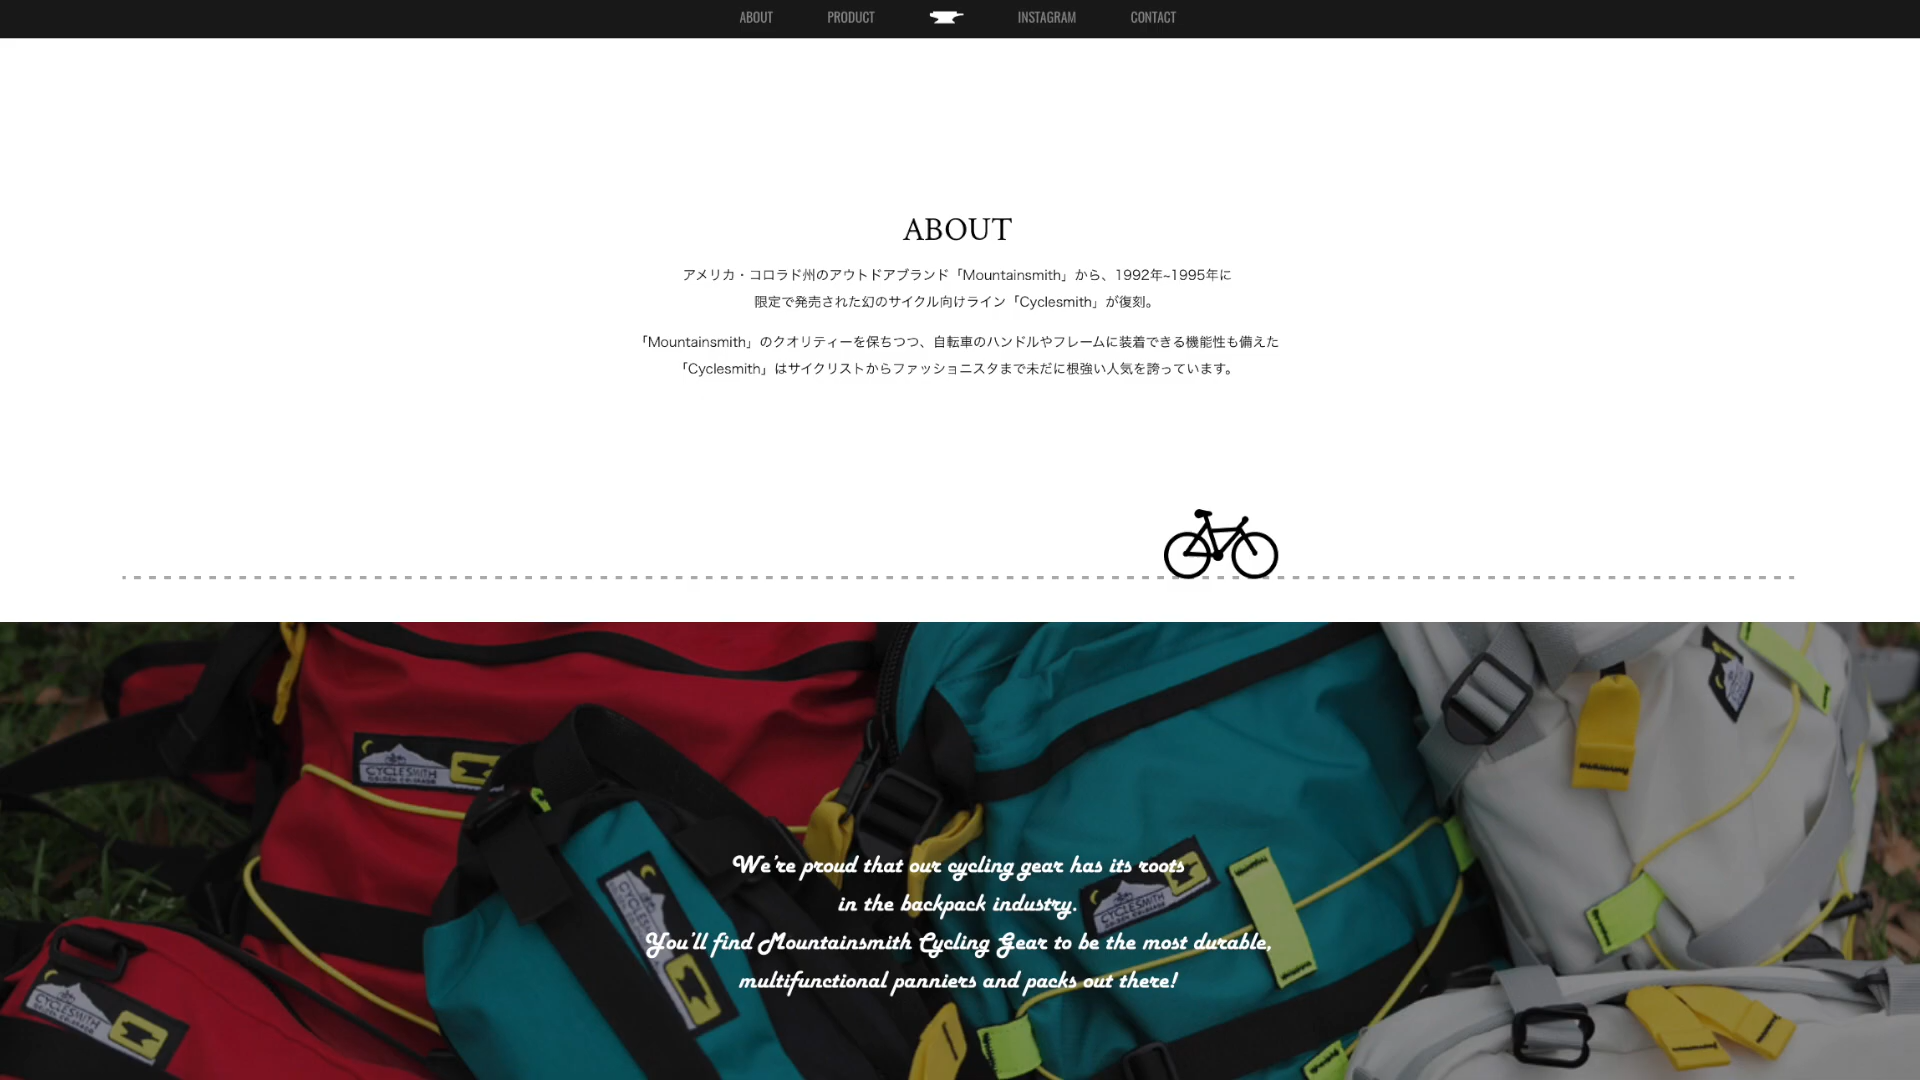 ABOUT
PRODUCT
INSTAGRAM
CONTACT
ABOUT
アメリカ・コロラド州のアウトドアブランド「Mountainsmith」から、1992年~1995年に
限定で発売された幻のサイクル向けライン「Cyclesmith」が復刻。
「Mountainsmith」のクオリティーを保ちつつ、自転車のハンドルやフレームに装着できる機能性も備えた
「Cyclesmith」はサイクリストからファッショニスタまで未だに根強い人気を誇っています。
CYCLESMITH
GOLDEN COLORADO
CYCLESMITH
CYCLESMITH
GOLDEN COLORADO
CYCLESMITH
GOLDEN COLORADO
We're proud that our cycling gear has its roots
in the backpack industry.
You'll find Mountainsmith Cycling Gear to be the most durable,
multifunctional panniers and packs out there!